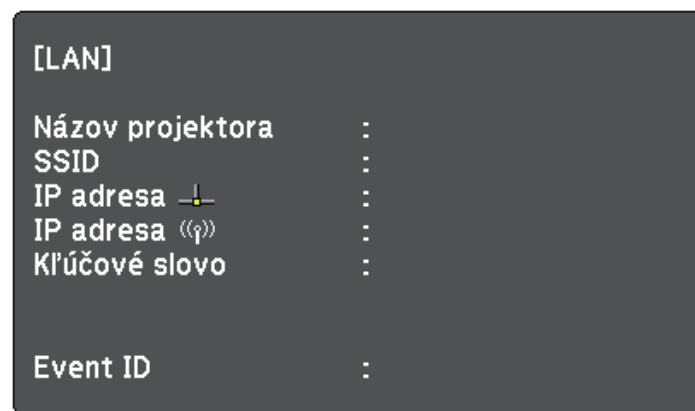 [LAN]
Názov projektora :
SSID :
IP adresa :
IP adresa :
Kľúčové slovo :
Event ID :